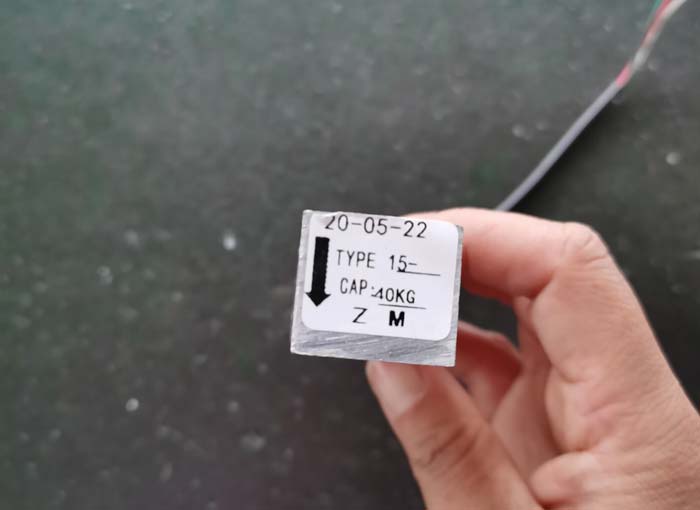 20-05-22
TYPE 15-
CAP: 40KG
Z M